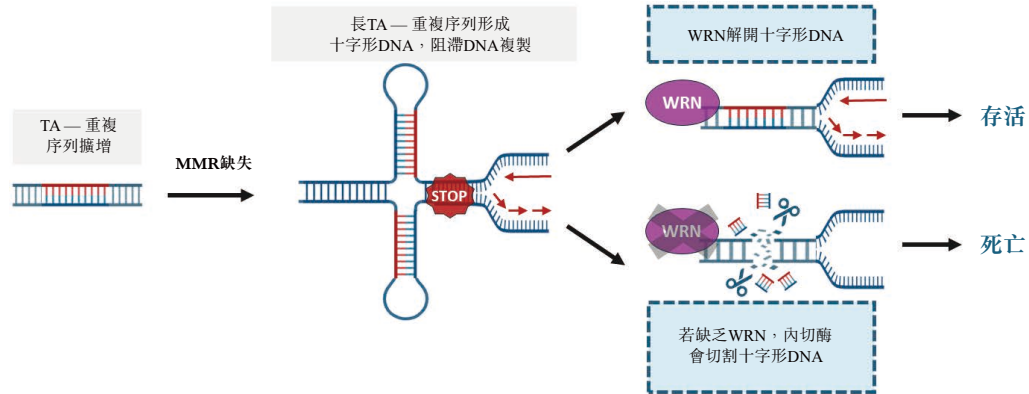 TA — 重複
序列擴增
MMR缺失
長TA — 重複序列形成
十字形DNA，阻滯DNA複製
STOP
WRN解開十字形DNA
WRN
存活
WRN
死亡
若缺乏WRN，內切酶
會切割十字形DNA